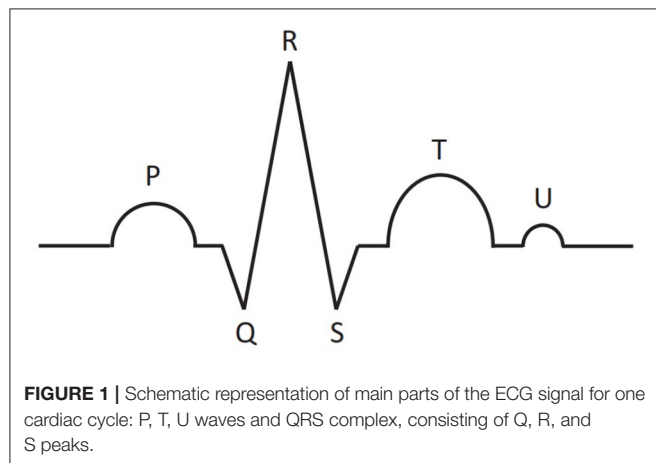 R
P
T
U
Q
S
FIGURE 1 | Schematic representation of main parts of the ECG signal for one
cardiac cycle: P, T, U waves and QRS complex, consisting of Q, R, and
S peaks.